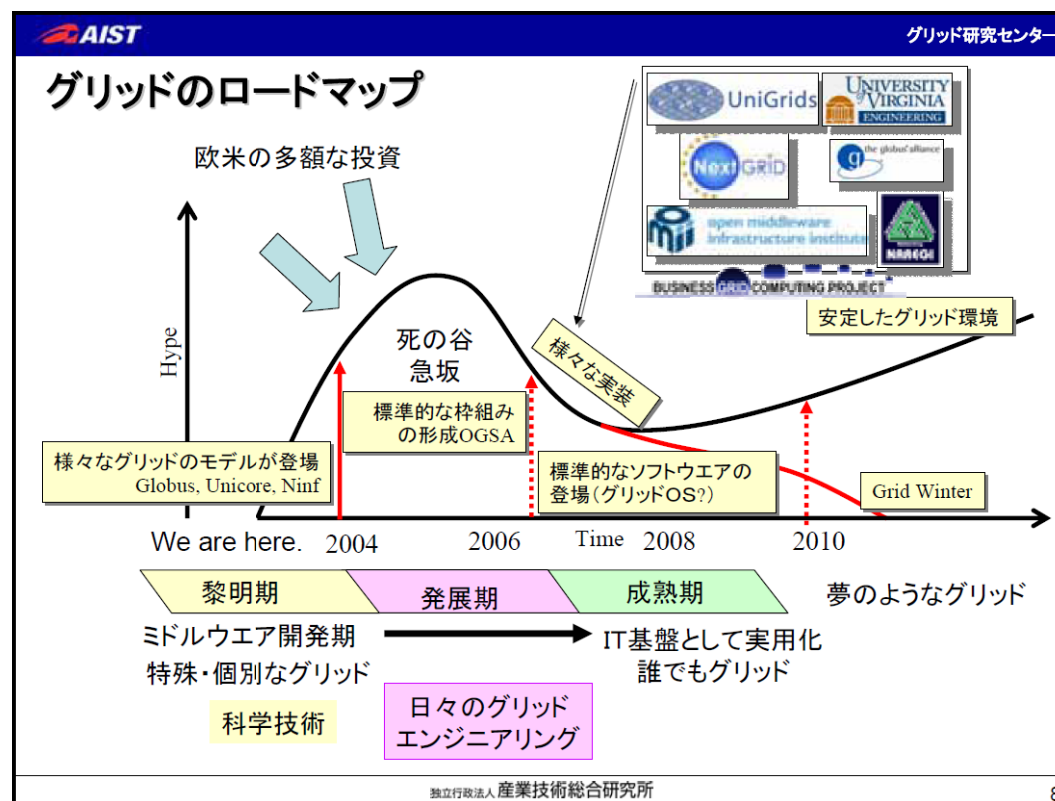 AIST
グリッド研究センター
グリッドのロードマップ
欧米の多額な投資
UniGrids
UNIVERSITY
of VIRGINIA
ENGINEERING
Next GRiD
g the globus alliance
omii open middleware
infrastructure institute
NAREGI
BUSINESS GRID COMPUTING PROJECT
安定したグリッド環境
Hype
死の谷
急坂
様々な実装
標準的な枠組み
の形成OGSA
様々なグリッドのモデルが登場
Globus, Unicore, Ninf
標準的なソフトウエアの
登場(グリッドOS?)
Grid Winter
We are here.
2004
2006
Time
2008
2010
黎明期
発展期
成熟期
夢のようなグリッド
ミドルウエア開発期
特殊・個別なグリッド
IT基盤として実用化
誰でもグリッド
科学技術
日々のグリッド
エンジニアリング
独立行政法人 産業技術総合研究所
8